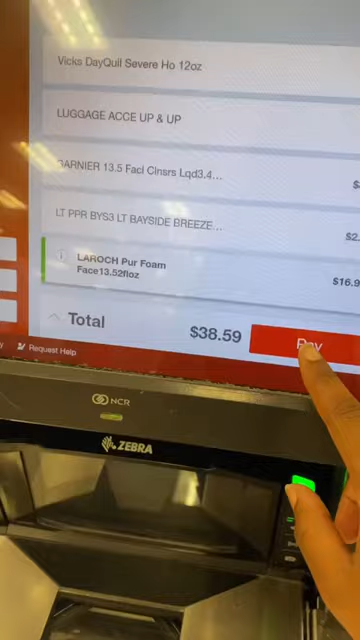 Vicks DayQuil Severe Ho 12oz
LUGGAGE ACCE UP & UP
GARNIER 13.5 Facl Clnsrs Lqd3.4...
LT PPR BYS3 LT BAYSIDE BREEZE...
$2.
LAROCH Pur Foam
Face13.52floz
$16.9
Total
$38.59
Pay
Request Help
NCR
ZEBRA